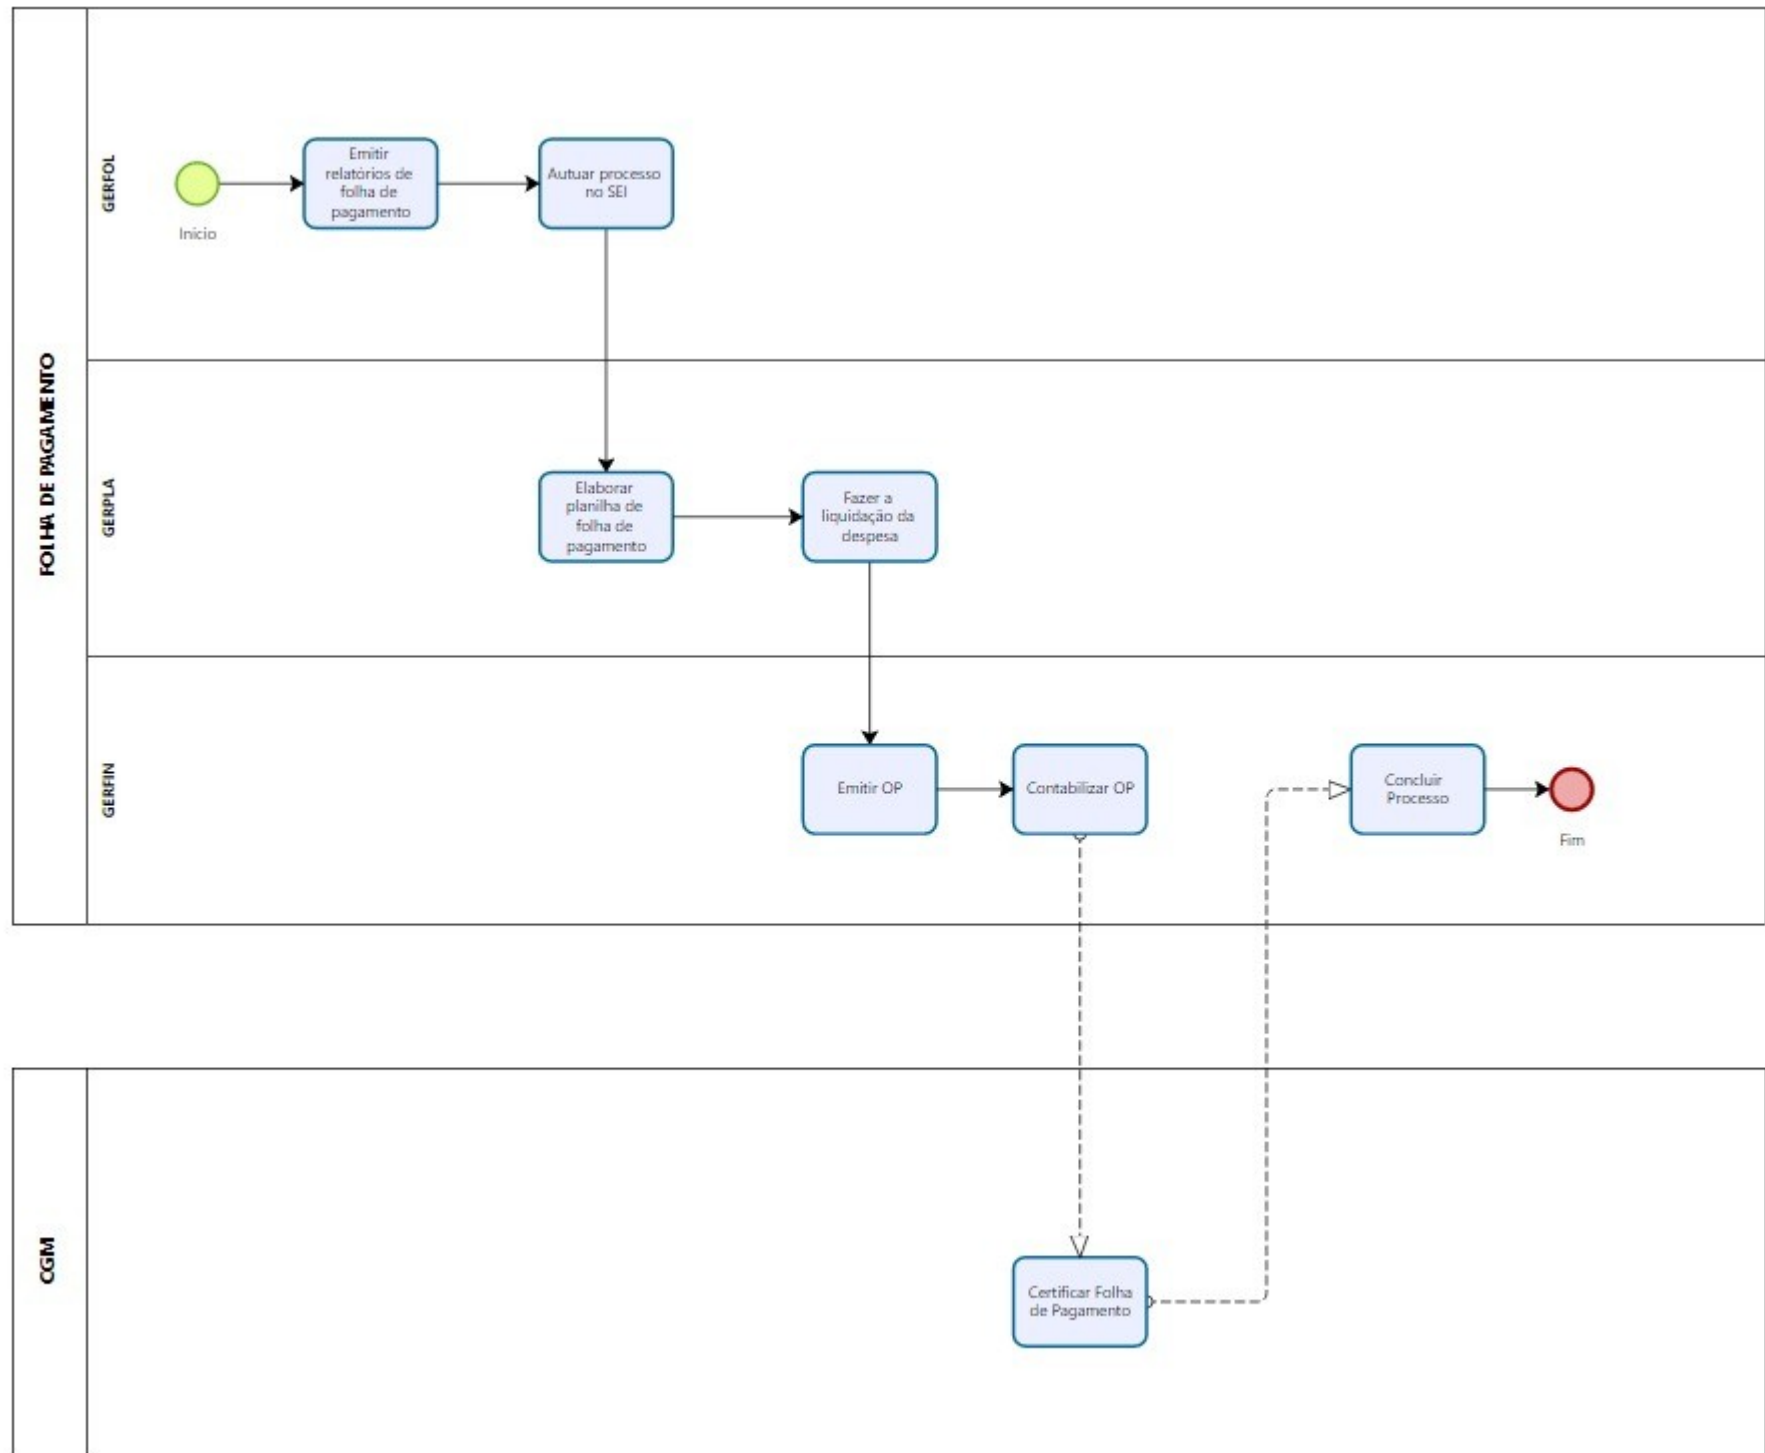 FOLHA DE PAGAMENTO
GERFOL
Início
Emitir
relatórios de
folha de
pagamento
Autuar processo
no SEI
GERPLA
Elaborar
planilha de
folha de
pagamento
Fazer a
liquidação da
despesa
GERFIN
Emitir OP
Contabilizar OP
Concluir
Processo
Fim
CGM
Certificar Folha
de Pagamento